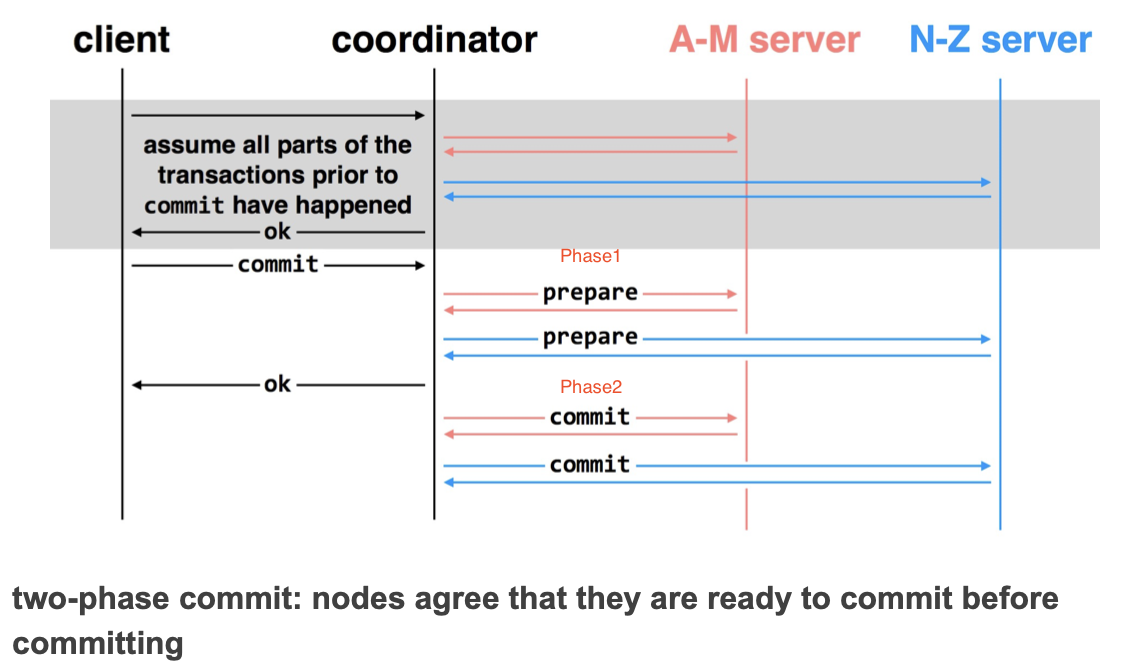 client
coordinator
A-M server
N-Z server
assume all parts of the
transactions prior to
commit have happened
ok
commit
Phase1
prepare
prepare
ok
Phase2
commit
commit
two-phase commit: nodes agree that they are ready to commit before
committing